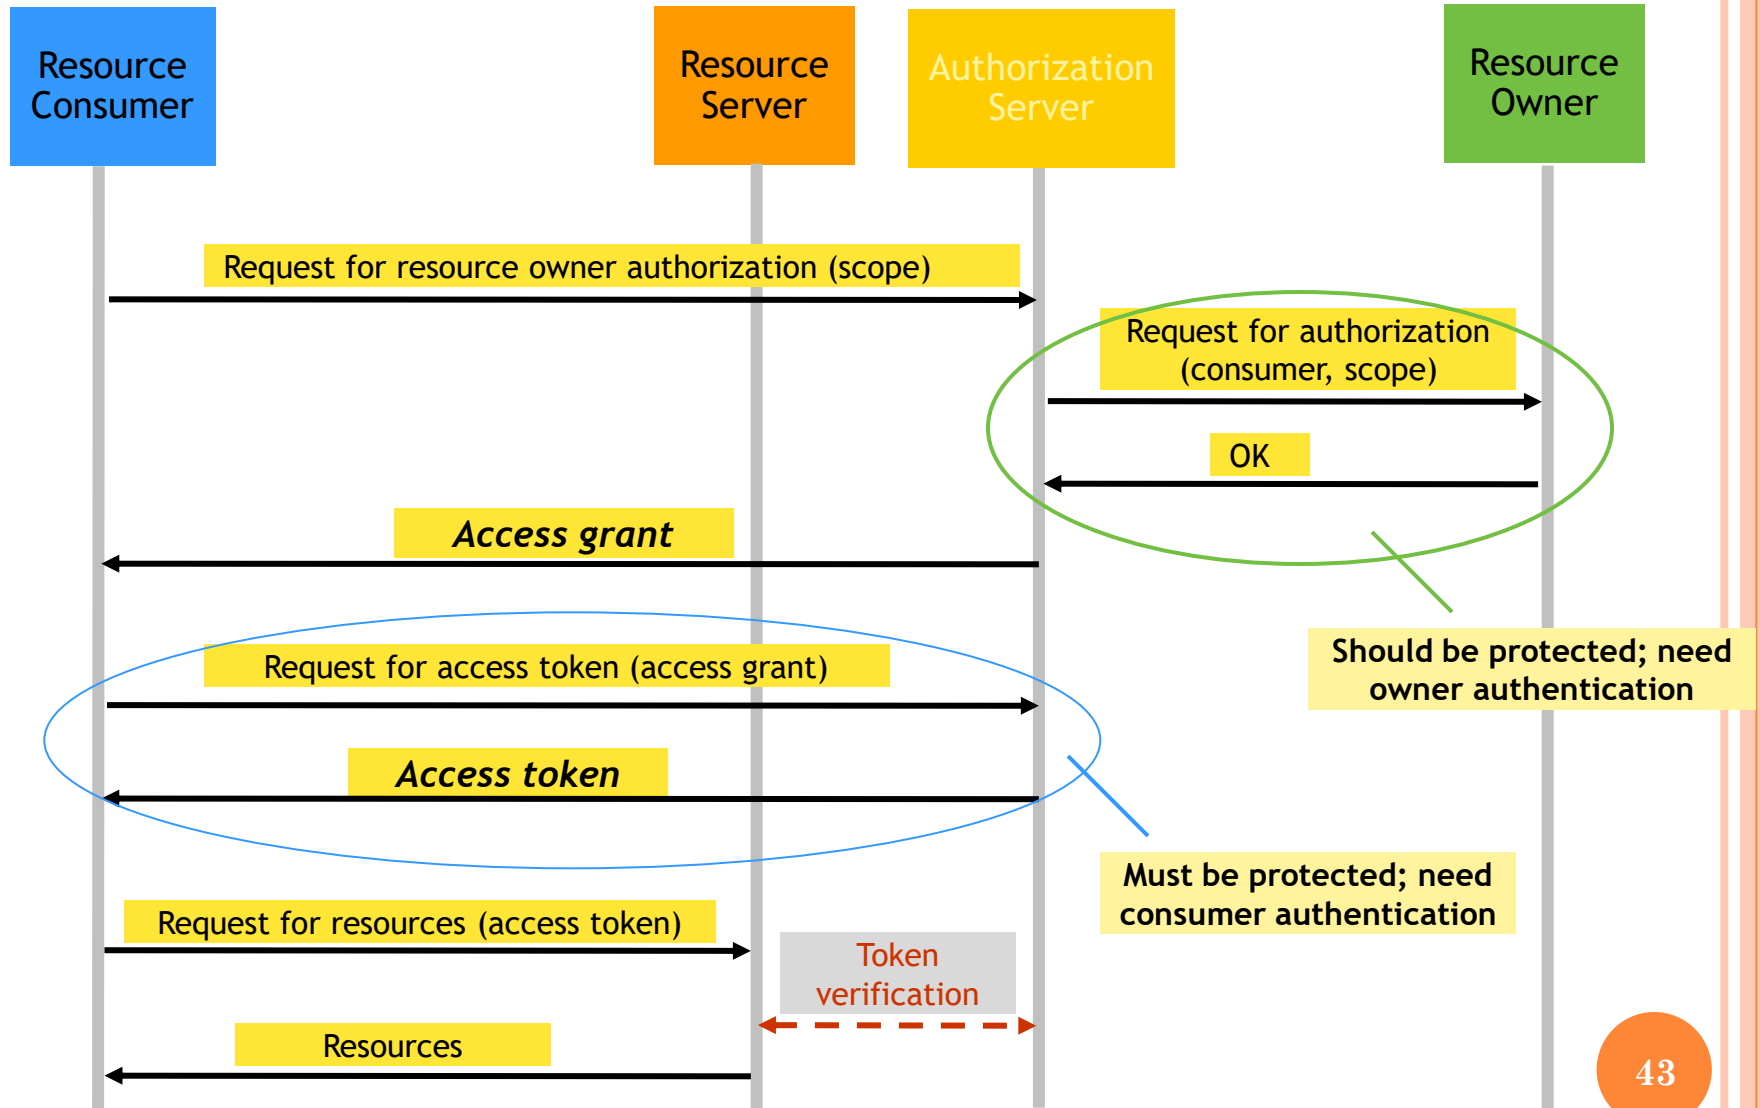 Resource
Consumer
Resource
Server
Authorization
Server
Resource
Owner
Request for resource owner authorization (scope)
Request for authorization
(consumer, scope)
OK
Access grant
Request for access token (access grant)
Should be protected; need
owner authentication
Access token
Must be protected; need
consumer authentication
Request for resources (access token)
Token
verification
Resources
43